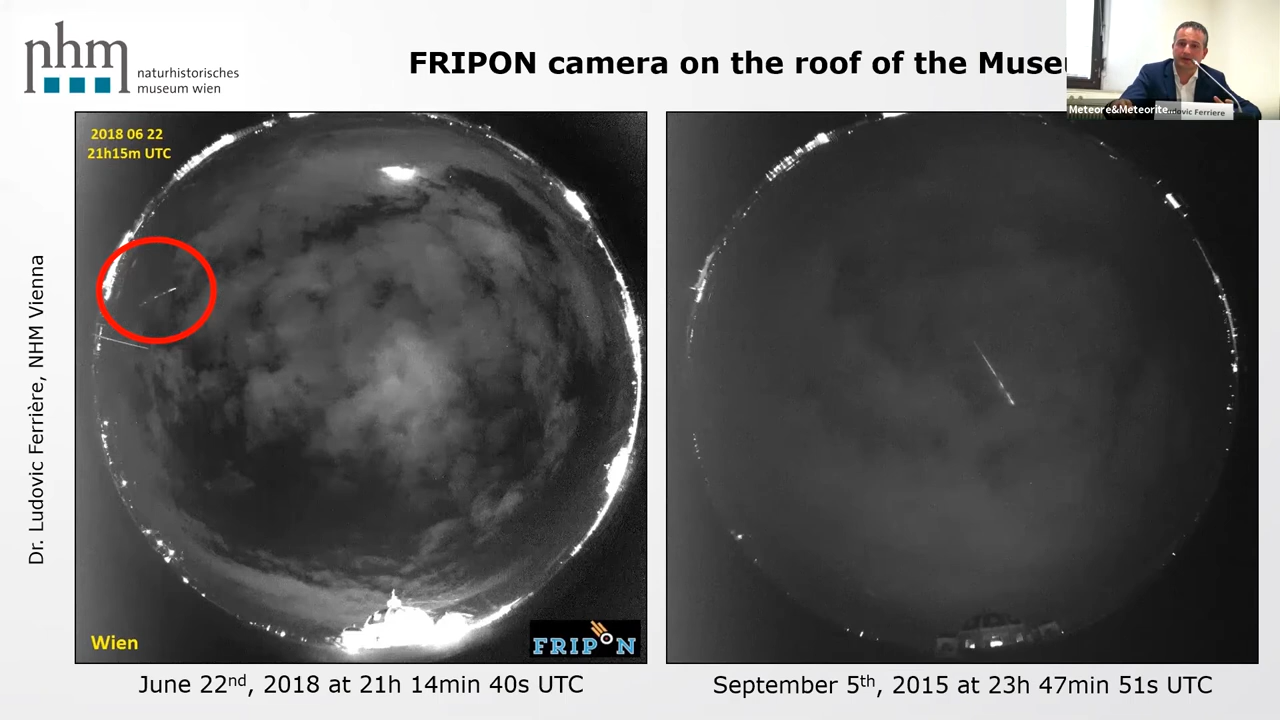 nhm
naturhistorisches
museum wien
FRIPON camera on the roof of the Muse
Meteore&Meteorite...
Ludovic Ferriere
2018 06 22
21h15m UTC
Dr. Ludovic Ferrière, NHM Vienna
Wien
FRIPON
June 22nd, 2018 at 21h 14min 40s UTC
September 5th, 2015 at 23h 47min 51s UTC